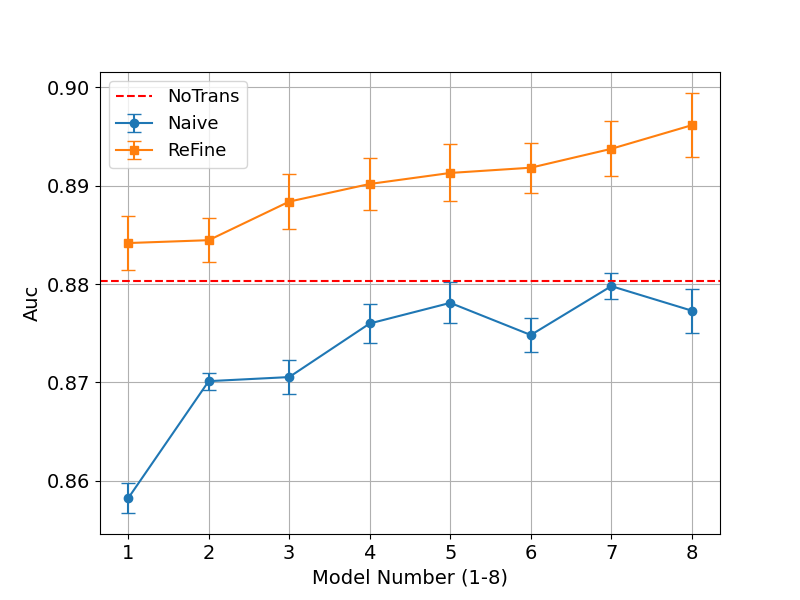 0.90
0.89
0.88
0.87
0.86
Auc
NoTrans
Naive
ReFine
1 2 3 4 5 6 7 8
Model Number (1-8)